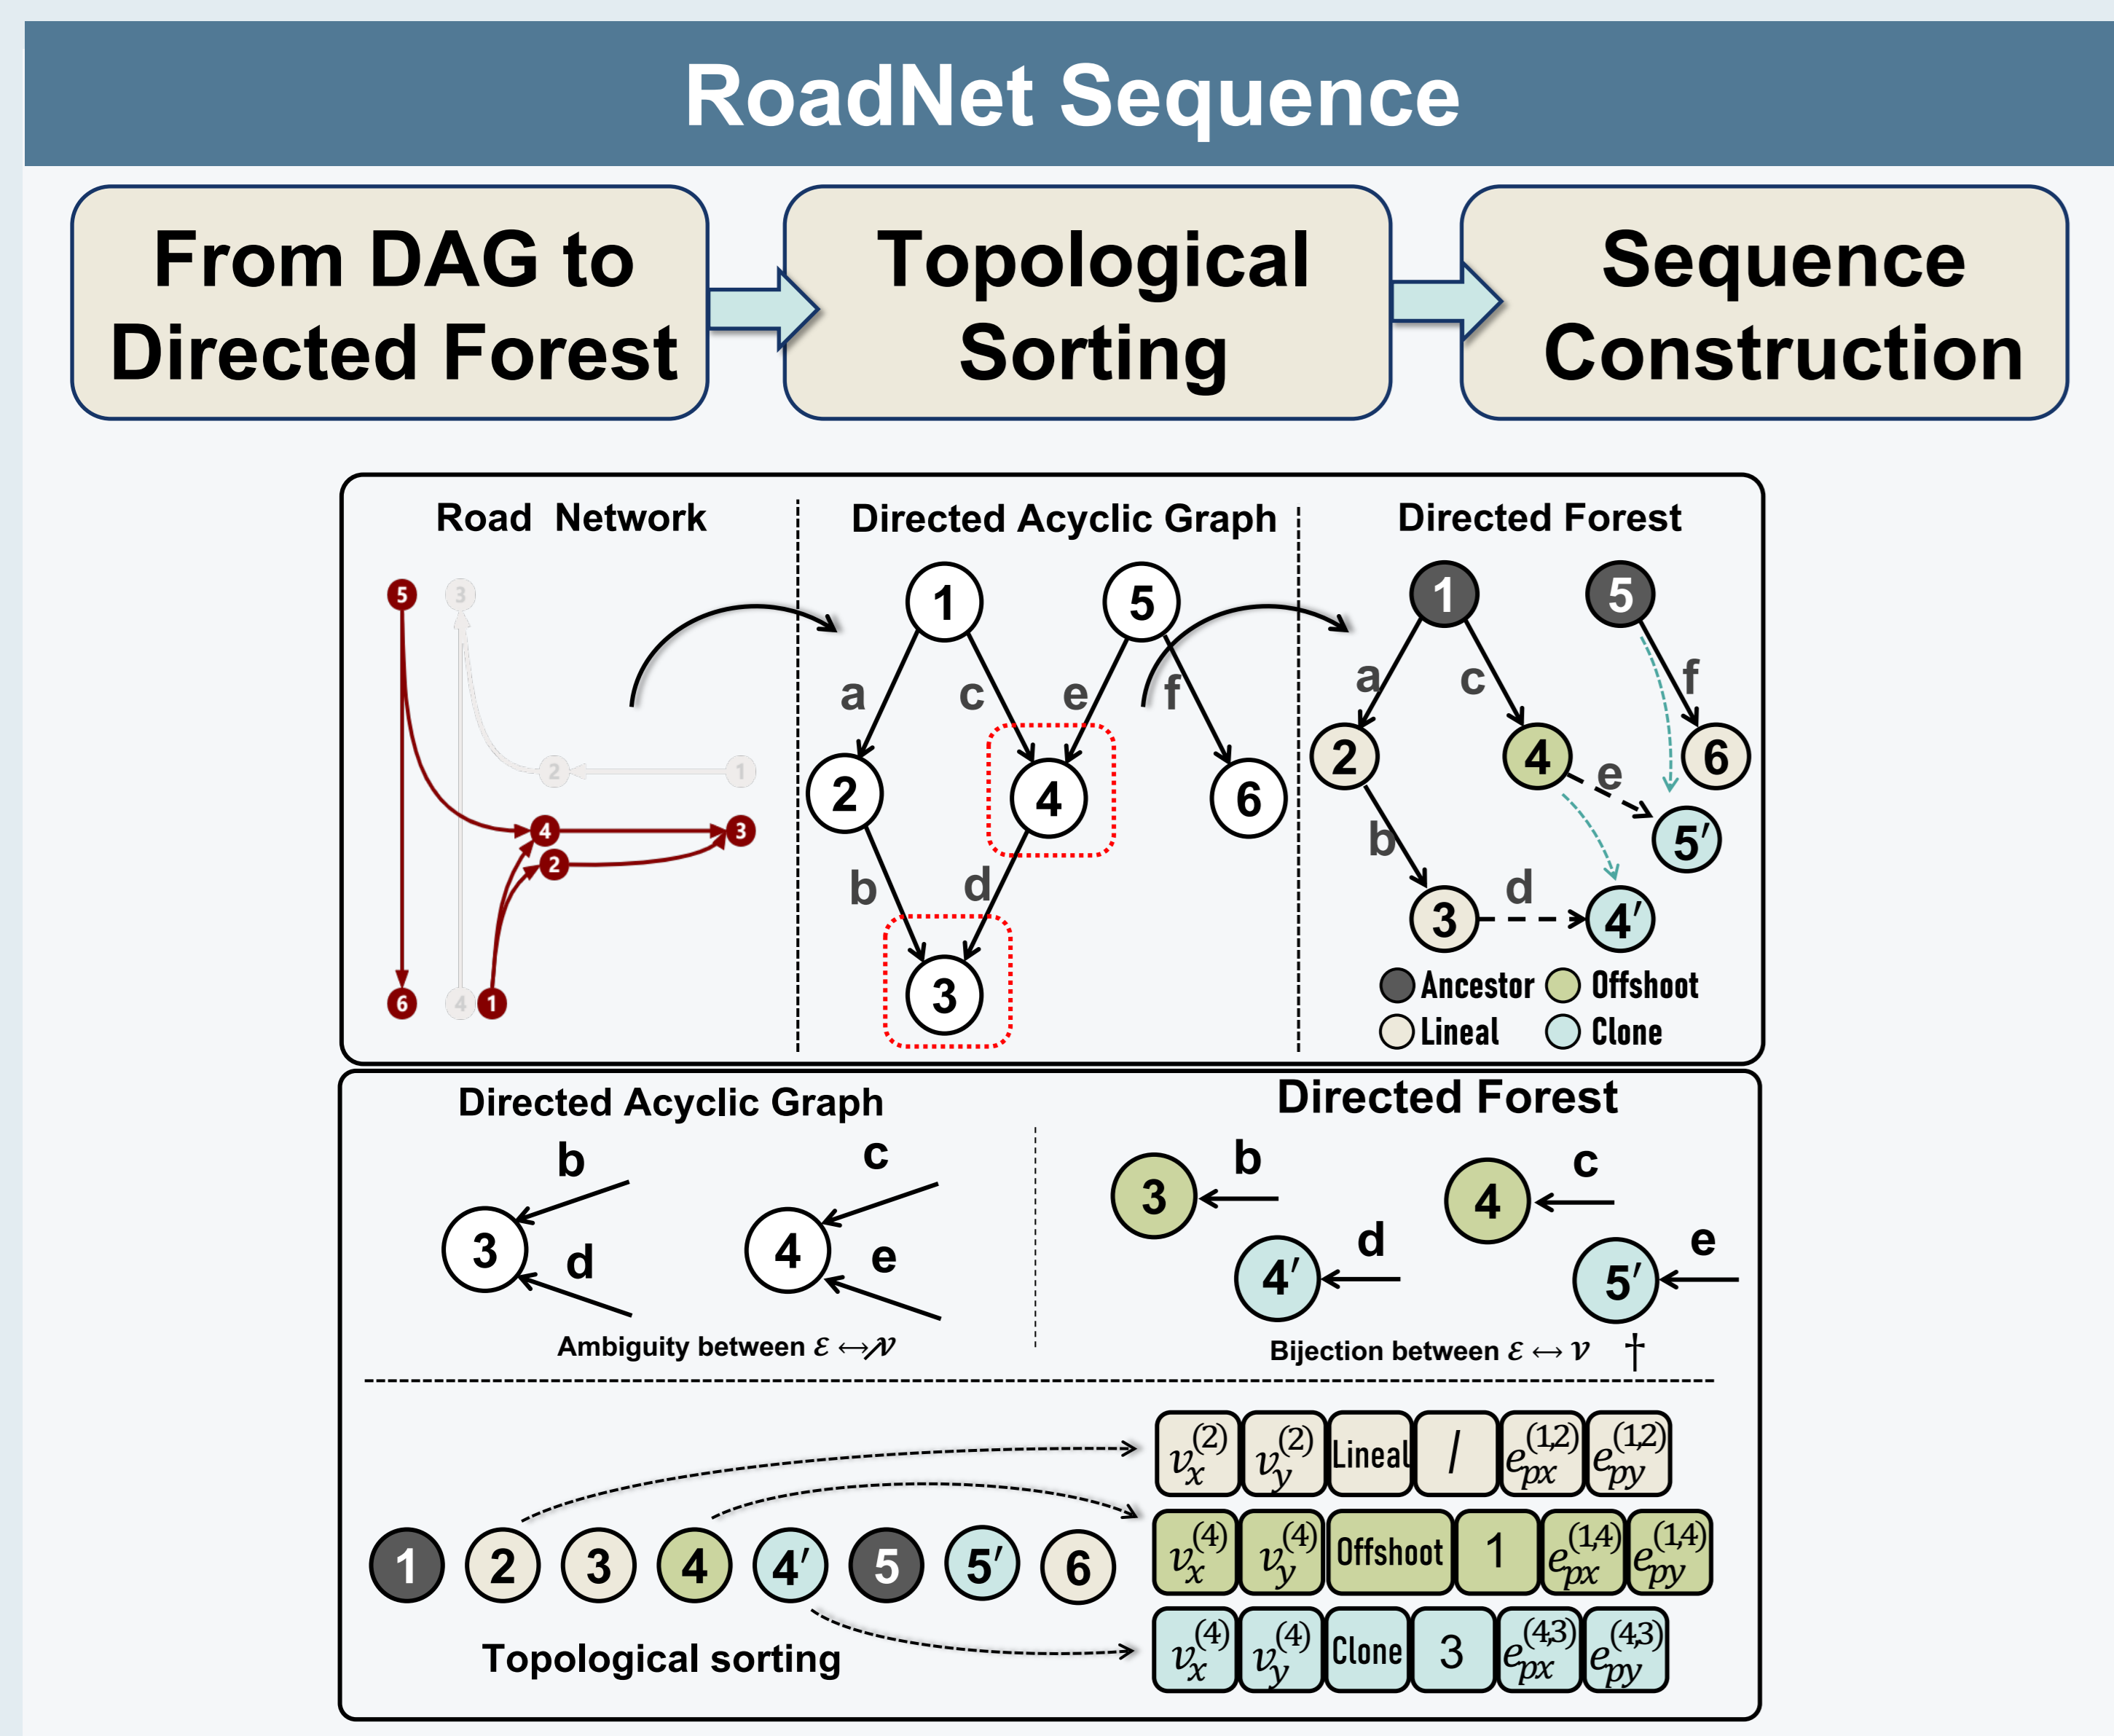 RoadNet Sequence
From DAG to
Directed Forest
Topological
Sorting
Sequence
Construction
Road Network
5
3
2
1
4
3
2
6
4
1
Directed Acyclic Graph
1
5
a
c
e
f
2
4
6
b
d
3
Directed Forest
1
5
a
c
f
2
4
6
e
5′
b
d
3
4′
Ancestor
Offshoot
Lineal
Clone
Directed Acyclic Graph
b
c
3
4
d
e
Ambiguity between ℰ ↔ 𝒱
Directed Forest
b
c
3
4
d
e
4′
5′
Bijection between ℰ ↔ 𝒱 †
1 2 3 4 4′ 5 5′ 6
Topological sorting
v_x^(2) v_y^(2) Lineal / e_px^(1,2) e_py^(1,2)
v_x^(4) v_y^(4) Offshoot 1 e_px^(1,4) e_py^(1,4)
v_x^(4) v_y^(4) Clone 3 e_px^(4,3) e_py^(4,3)